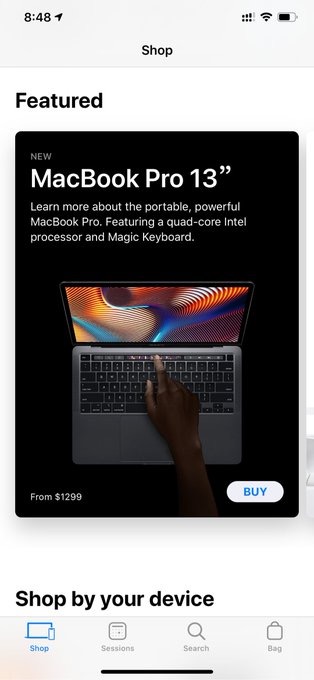 8:48
Shop
Featured
NEW
MacBook Pro 13”
Learn more about the portable, powerful
MacBook Pro. Featuring a quad-core Intel
processor and Magic Keyboard.
From $1299
BUY
Shop by your device
Shop
Sessions
Search
Bag